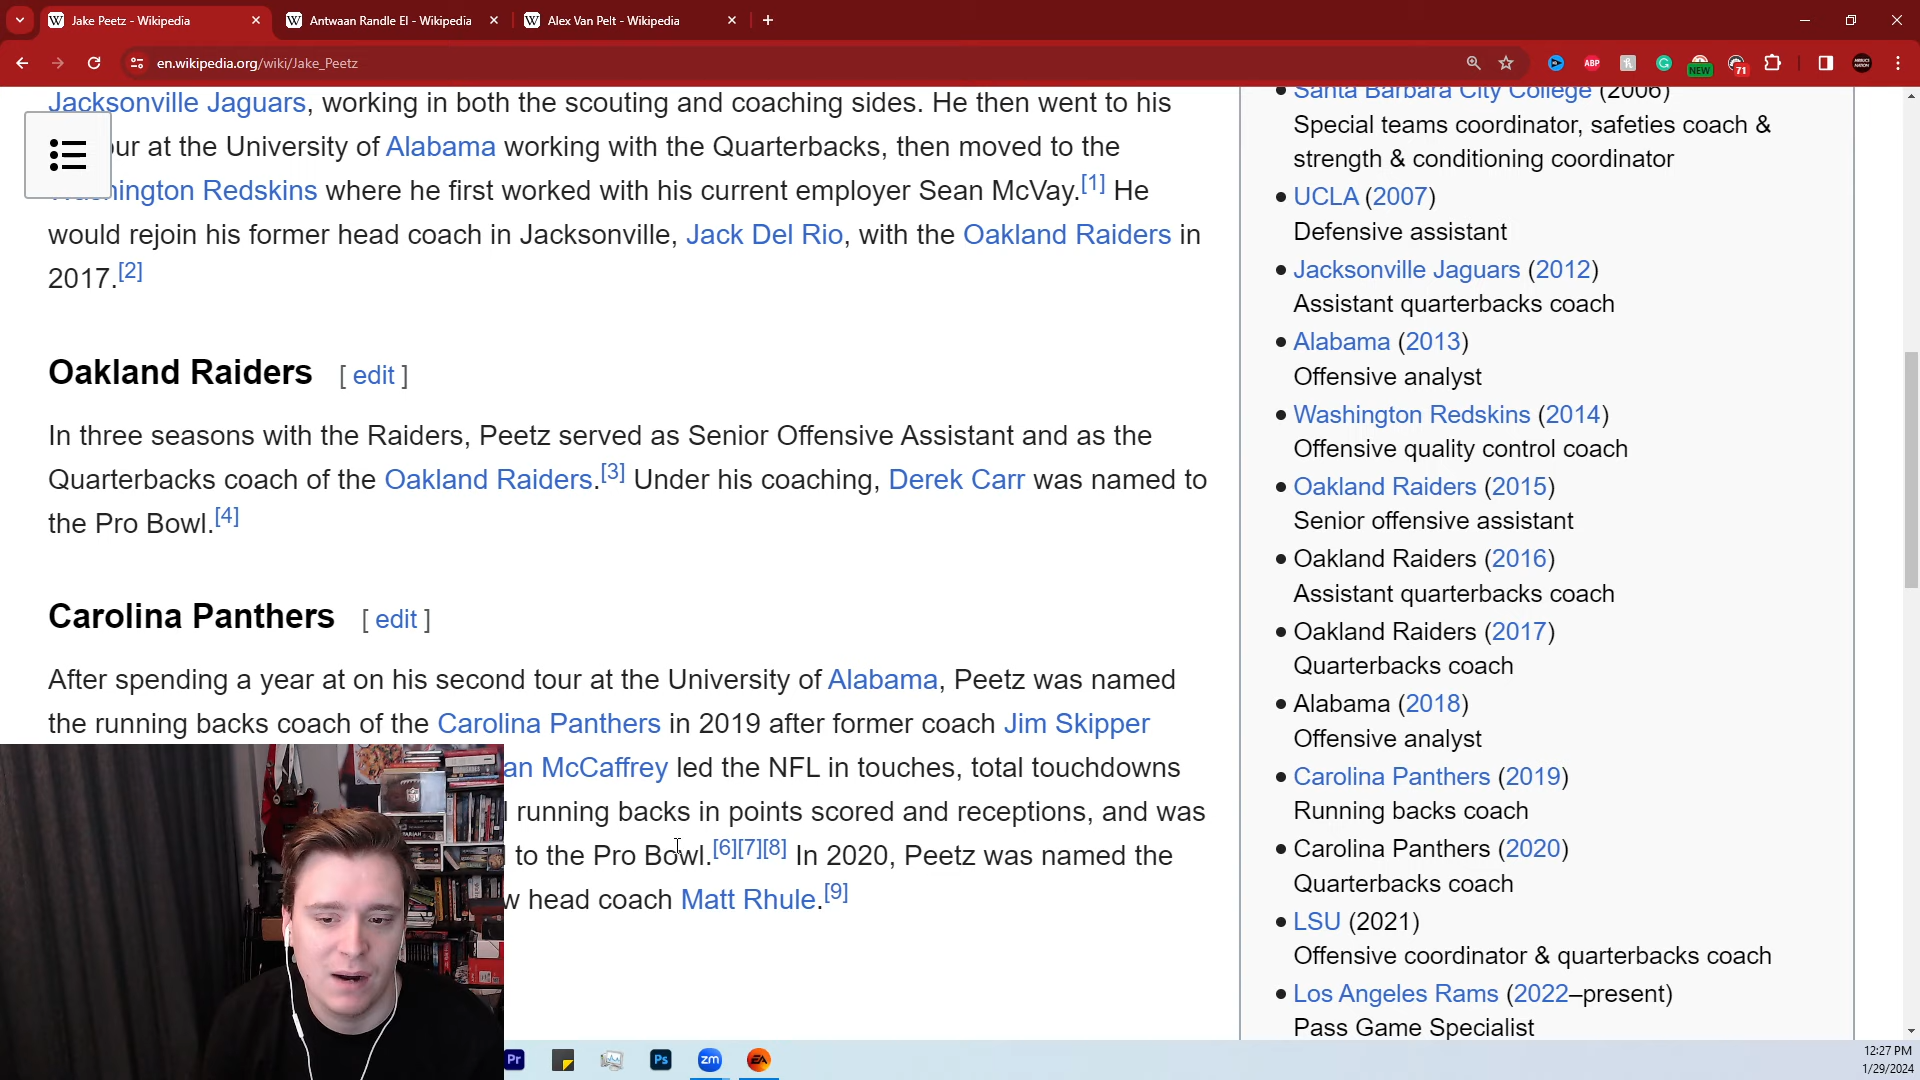 Jake Peetz - Wikipedia
Antwaan Randle El - Wikipedia
Alex Van Pelt - Wikipedia
en.wikipedia.org/wiki/Jake_Peetz
ABP
NEW
71
Jacksonville Jaguars, working in both the scouting and coaching sides. He then went to his
our at the University of Alabama working with the Quarterbacks, then moved to the
hington Redskins where he first worked with his current employer Sean McVay.[1] He
would rejoin his former head coach in Jacksonville, Jack Del Rio, with the Oakland Raiders in
2017.[2]
Oakland Raiders [ edit ]
In three seasons with the Raiders, Peetz served as Senior Offensive Assistant and as the
Quarterbacks coach of the Oakland Raiders.[3] Under his coaching, Derek Carr was named to
the Pro Bowl.[4]
Carolina Panthers [ edit ]
After spending a year at on his second tour at the University of Alabama, Peetz was named
the running backs coach of the Carolina Panthers in 2019 after former coach Jim Skipper
an McCaffrey led the NFL in touches, total touchdowns
running backs in points scored and receptions, and was
to the Pro Bowl.[6][7][8] In 2020, Peetz was named the
w head coach Matt Rhule.[9]
Santa Barbara City College (2006)
Special teams coordinator, safeties coach &
strength & conditioning coordinator
UCLA (2007)
Defensive assistant
Jacksonville Jaguars (2012)
Assistant quarterbacks coach
Alabama (2013)
Offensive analyst
Washington Redskins (2014)
Offensive quality control coach
Oakland Raiders (2015)
Senior offensive assistant
Oakland Raiders (2016)
Assistant quarterbacks coach
Oakland Raiders (2017)
Quarterbacks coach
Alabama (2018)
Offensive analyst
Carolina Panthers (2019)
Running backs coach
Carolina Panthers (2020)
Quarterbacks coach
LSU (2021)
Offensive coordinator & quarterbacks coach
Los Angeles Rams (2022–present)
Pass Game Specialist
Pr
Ps
zm
EA
12:27 PM
1/29/2024